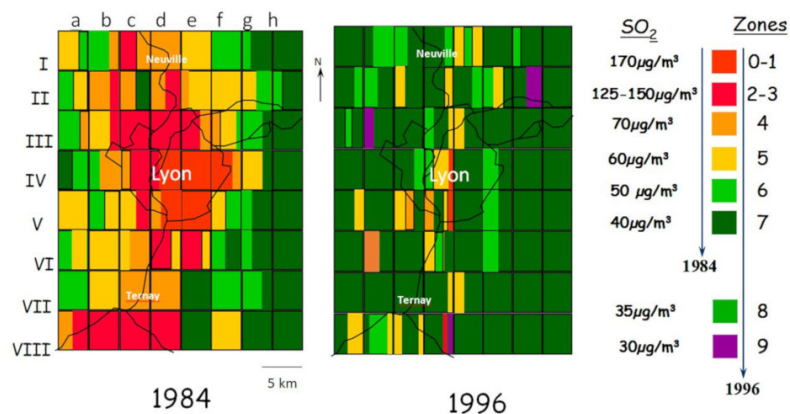 a b c d e f g h
I
II
III
IV
V
VI
VII
VIII
Neuville
Lyon
Ternay
5 km
1984
N
Neuville
Lyon
Ternay
1996
SO2 Zones
170µg/m³ 0-1
125-150µg/m³ 2-3
70µg/m³ 4
60µg/m³ 5
50 µg/m³ 6
40µg/m³ 7
1984
35µg/m³ 8
30µg/m³ 9
1996